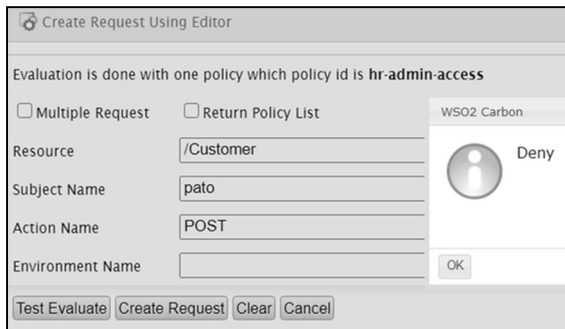 Create Request Using Editor
Evaluation is done with one policy which policy id is hr-admin-access
Multiple Request Return Policy List
WSO2 Carbon
Resource /Customer
Deny
Subject Name pato
Action Name POST
Environment Name
OK
Test Evaluate Create Request Clear Cancel